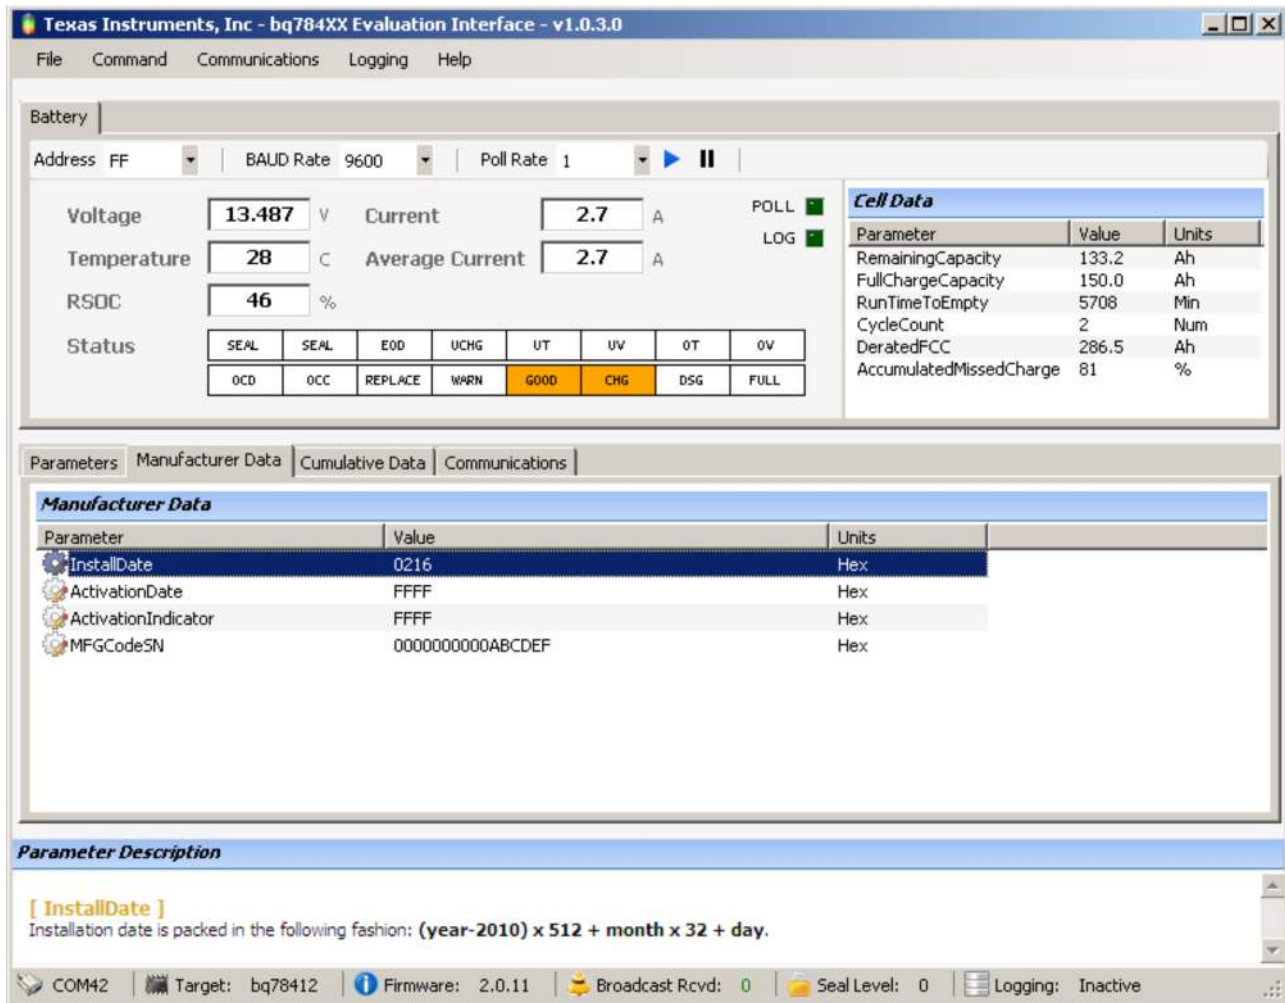 Texas Instruments, Inc - bq784XX Evaluation Interface - v1.0.3.0
File Command Communications Logging Help
Battery
Address FF BAUD Rate 9600 Poll Rate 1
Voltage 13.487 V Current 2.7 A POLL
LOG
Temperature 28 C Average Current 2.7 A
RSOC 46 %
Status SEAL SEAL EOD UCHG UT UV OT OV
OCD OCC REPLACE WARN GOOD CHG DSG FULL
Cell Data
Parameter Value Units
RemainingCapacity 133.2 Ah
FullChargeCapacity 150.0 Ah
RunTimeToEmpty 5708 Min
CycleCount 2 Num
DeratedFCC 286.5 Ah
AccumulatedMissedCharge 81 %
Parameters Manufacturer Data Cumulative Data Communications
Manufacturer Data
Parameter Value Units
InstallDate 0216 Hex
ActivationDate FFFF Hex
ActivationIndicator FFFF Hex
MFGCodeSN 0000000000ABCDEF Hex
Parameter Description
[ InstallDate ]
Installation date is packed in the following fashion: (year-2010) x 512 + month x 32 + day.
COM42 Target: bq78412 Firmware: 2.0.11 Broadcast Rcvd: 0 Seal Level: 0 Logging: Inactive